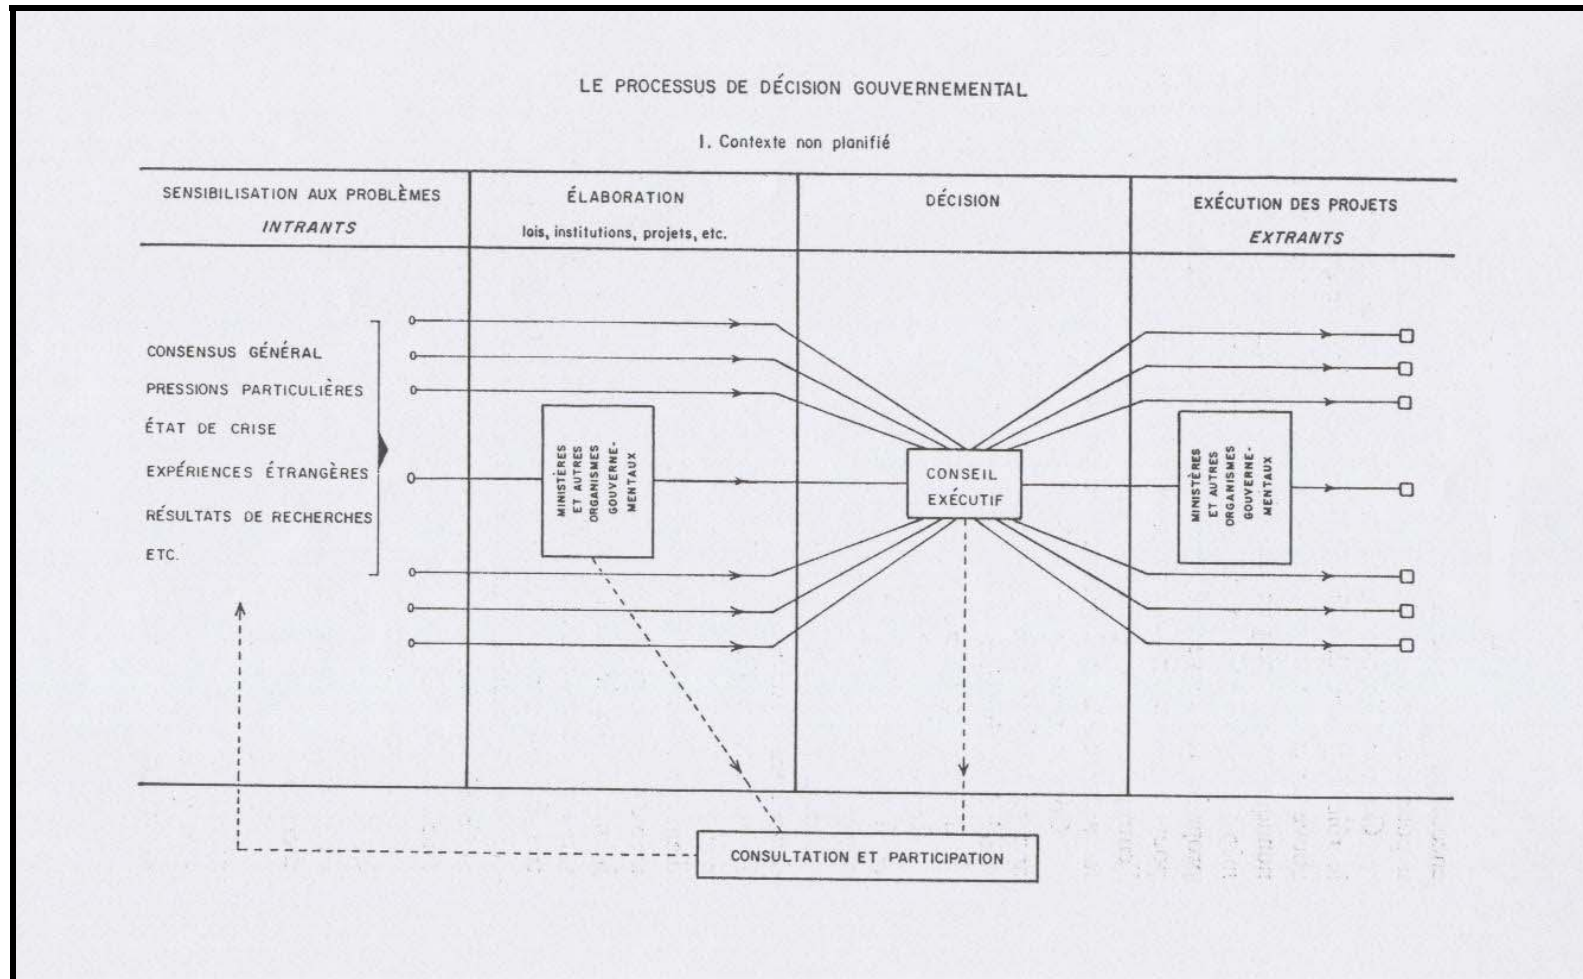 LE PROCESSUS DE DÉCISION GOUVERNEMENTAL
I. Contexte non planifié
SENSIBILISATION AUX PROBLÈMES
INTRANTS
ÉLABORATION
lois, institutions, projets, etc.
DÉCISION
EXÉCUTION DES PROJETS
EXTRANTS
CONSENSUS GÉNÉRAL
PRESSIONS PARTICULIÈRES
ÉTAT DE CRISE
EXPÉRIENCES ÉTRANGÈRES
RÉSULTATS DE RECHERCHES
ETC.
MINISTÈRES
ET AUTRES
ORGANISMES
GOUVERNE-
MENTAUX
CONSEIL
EXÉCUTIF
MINISTÈRES
ET AUTRES
ORGANISMES
GOUVERNE-
MENTAUX
CONSULTATION ET PARTICIPATION